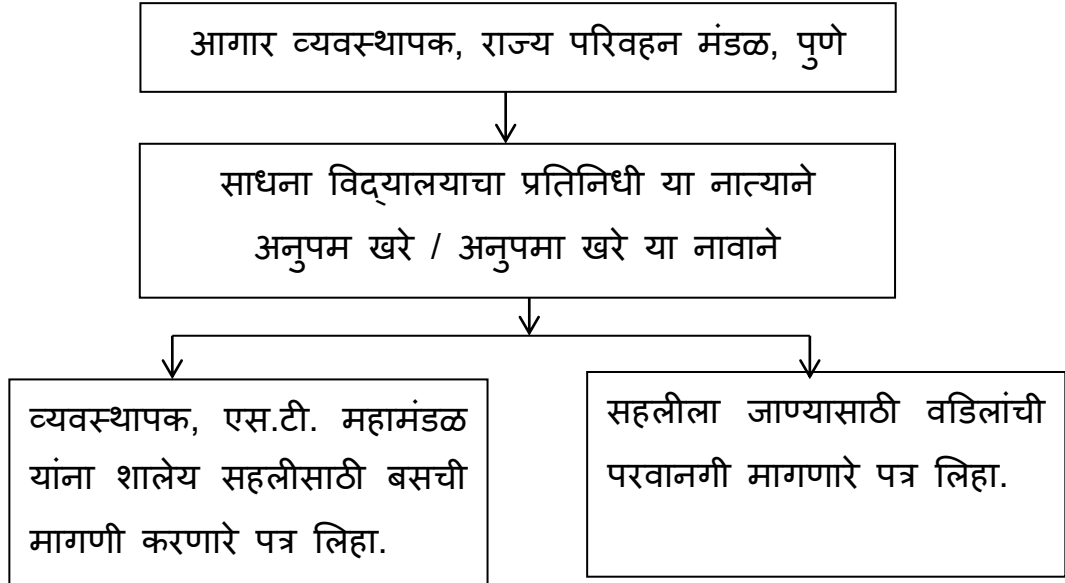 आगार व्यवस्थापक, राज्य परिवहन मंडळ, पुणे
साधना विद्‌यालयाचा प्रतिनिधी या नात्याने
अनुपम खरे / अनुपमा खरे या नावाने
व्यवस्थापक, एस.टी. महामंडळ
यांना शालेय सहलीसाठी बसची
मागणी करणारे पत्र लिहा.
सहलीला जाण्यासाठी वडिलांची
परवानगी मागणारे पत्र लिहा.